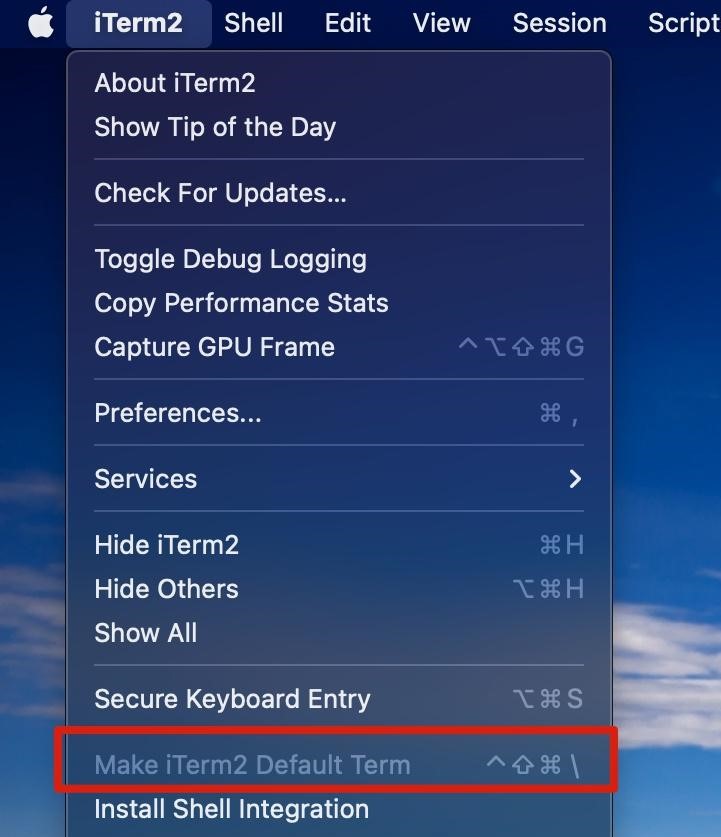 iTerm2 Shell Edit View Session Script
About iTerm2
Show Tip of the Day
Check For Updates...
Toggle Debug Logging
Copy Performance Stats
Capture GPU Frame ^⌥⇧⌘G
Preferences... ⌘,
Services >
Hide iTerm2 ⌘H
Hide Others ⌥⌘H
Show All
Secure Keyboard Entry ⌥⌘S
Make iTerm2 Default Term ^⇧⌘\
Install Shell Integration